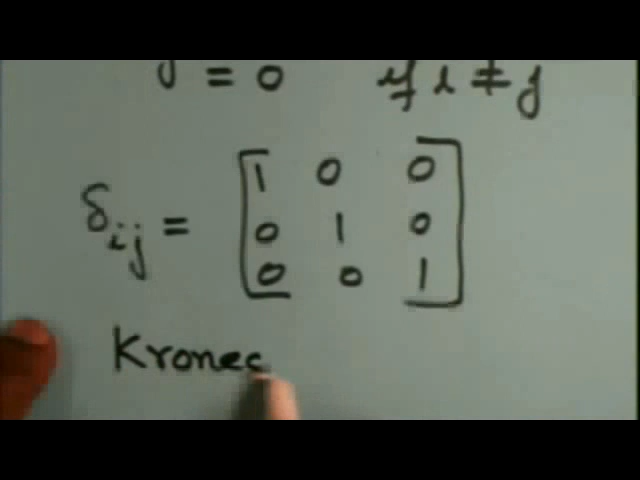 = 0 if i ≠ j
δij = [1 0 0
0 1 0
0 0 1]
Kronec